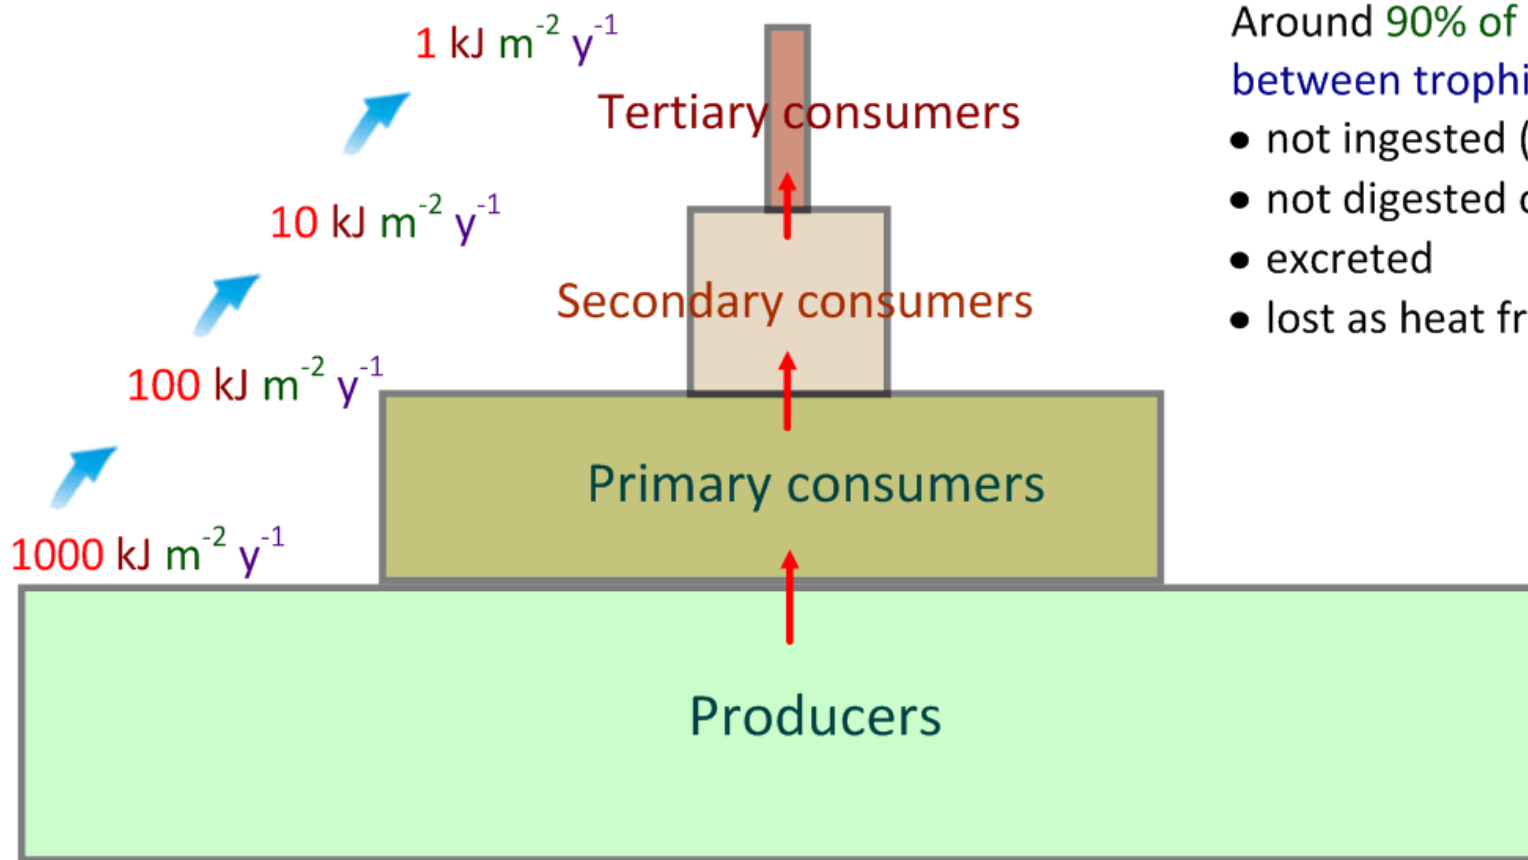 1 kJ m⁻² y⁻¹
Tertiary consumers
10 kJ m⁻² y⁻¹
Secondary consumers
100 kJ m⁻² y⁻¹
Primary consumers
1000 kJ m⁻² y⁻¹
Producers
Around 90% of
between trophi
• not ingested (
• not digested
• excreted
• lost as heat fr